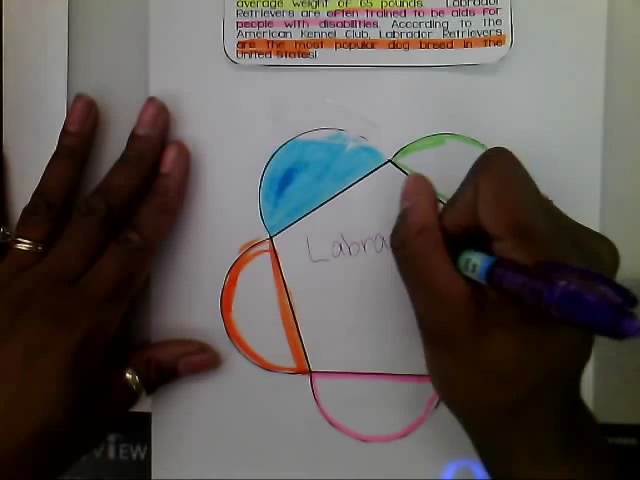 average weight of 65 pounds. Labrador
Retrievers are often trained to be aids for
people with disabilities. According to the
American Kennel Club, Labrador Retrievers
are the most popular dog breed in the
United States!
Labra